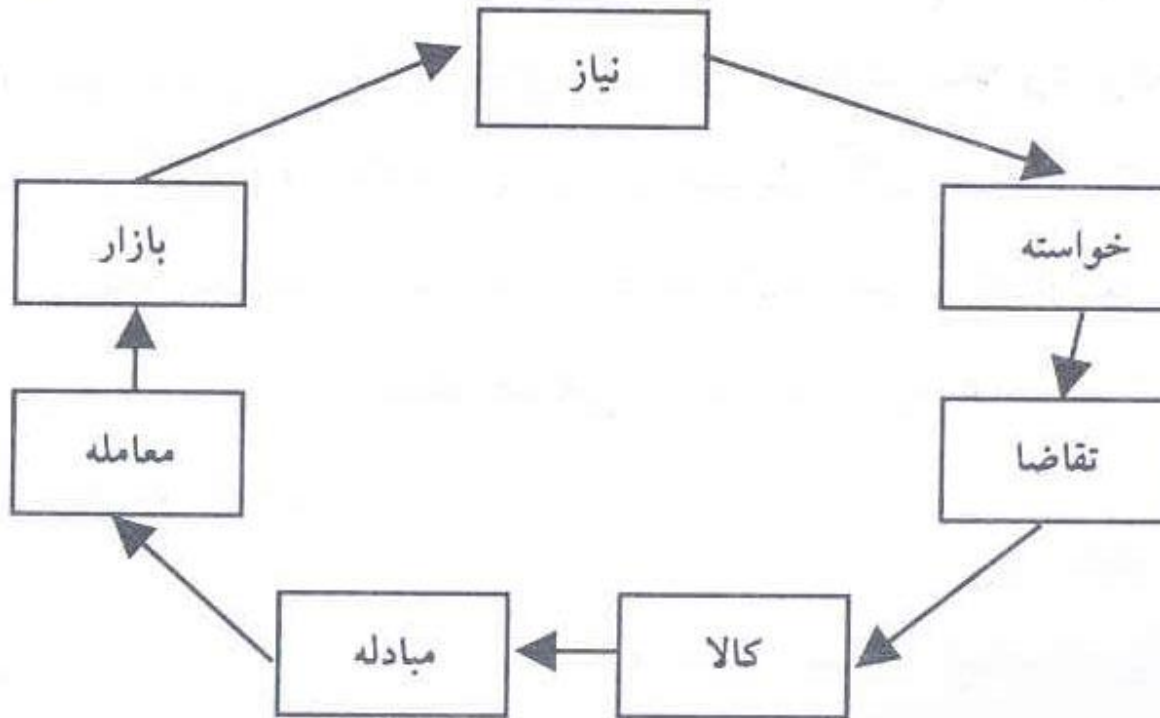 نیاز
خواسته
تقاضا
کالا
مبادله
معامله
بازار